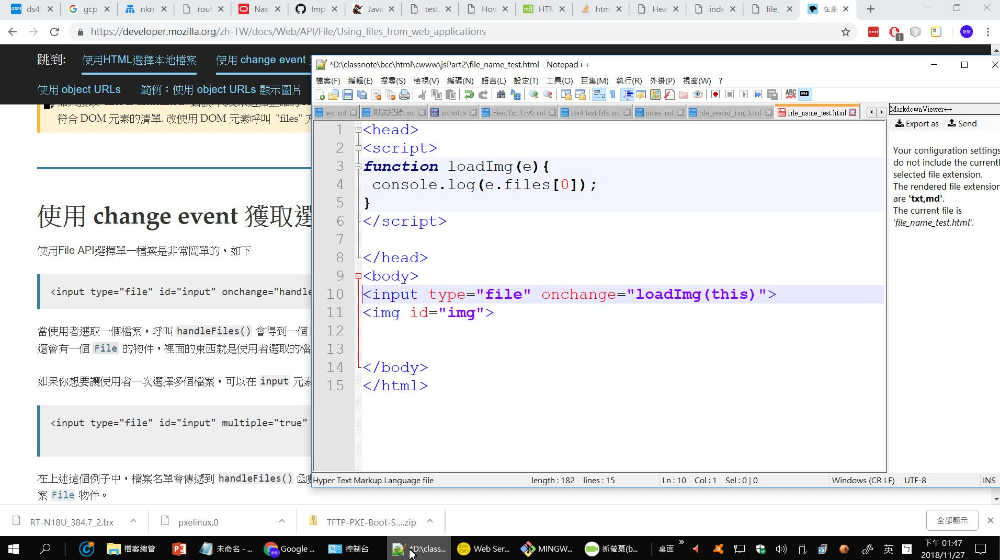 ds4
gcp
nkrr
rout
Nas
Imp
Java
test.
How
HTM
htm
Hea
inde
file_
在網
https://developer.mozilla.org/zh-TW/docs/Web/API/File/Using_files_from_web_applications
1
跳到:
使用HTML選擇本地檔案
使用 change event
使用 object URLs
範例：使用 object URLs 顯示圖片
符合 DOM 元素的清單. 改使用 DOM 元素呼叫 "files"
使用 change event 獲取選
使用File API選擇單一檔案是非常簡單的，如下
<input type="file" id="input" onchange="handle
當使用者選取一個檔案，呼叫 handleFiles() 會得到一個
還會有一個 File 的物件，裡面的東西就是使用者選取的檔
如果你想要讓使用者一次選擇多個檔案，可以在 input 元素
<input type="file" id="input" multiple="true"
在上述這個例子中，檔案名單會傳遞到 handleFiles() 函
案 File 物件。
*D:\classnote\bcc\html\cwww\jsPart2\file_name_test.html - Notepad++
檔案(F) 編輯(E) 搜尋(S) 檢視(V) 編碼(N) 語言(L) 設定(T) 工具(O) 巨集(M) 執行(R) 外掛(P) 視窗(W) ?
ABC
test.md
測試紀錄.md
mdtail.js
HeadTailTry6.md
read text file.md
index.md
file_reader_img.html
file_name_test.html
1 <head>
2 <script>
3 function loadImg(e){
4 console.log(e.files[0]);
5 }
6 </script>
7
8 </head>
9 <body>
10 <input type="file" onchange="loadImg(this)">
11 <img id="img">
12
13
14 </body>
15 </html>
MarkdownViewer++
Export as Send
Your configuration settings
do not include the currentl
selected file extension.
The rendered file extension
are 'txt,md'.
The current file is
'file_name_test.html'.
Hyper Text Markup Language file
length : 182 lines : 15
Ln : 10 Col : 1 Sel : 0 | 0
Windows (CR LF)
UTF-8
INS
RT-N18U_384.7_2.trx
pxelinux.0
TFTP-PXE-Boot-S....zip
全部顯示
檔案總管
未命名 - ...
Google ...
控制台
*D:\class...
Web Ser...
MINGW...
抓螢幕(b...
桌面
英
下午 01:47
2018/11/27